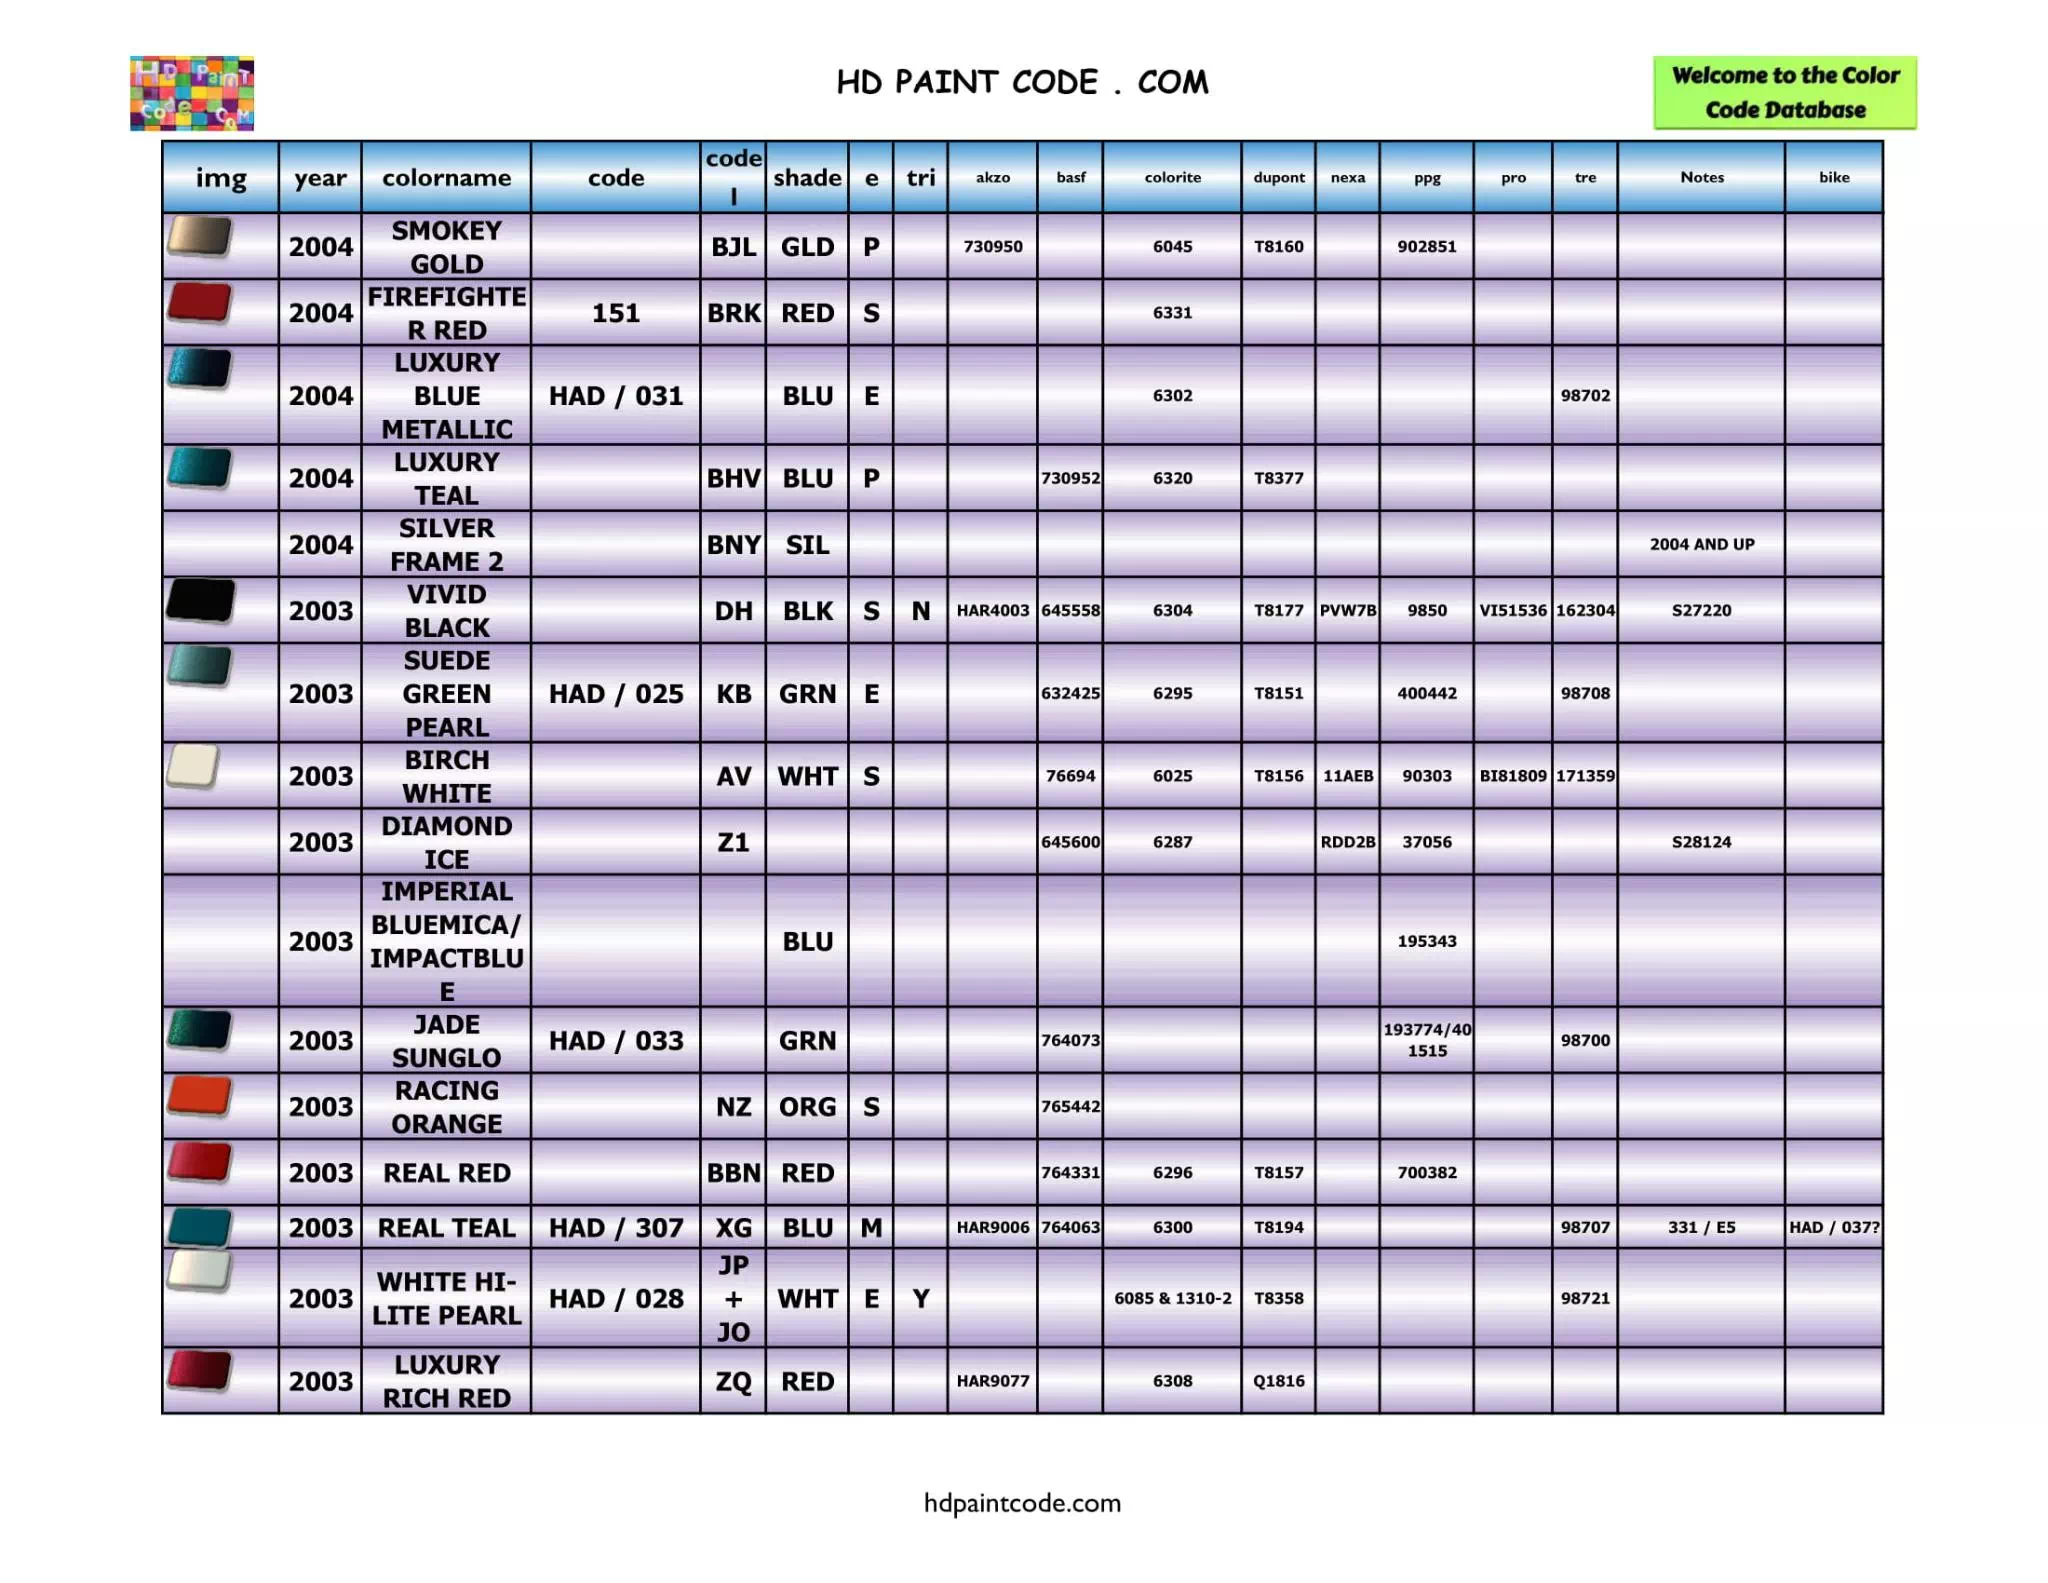 HD PainT
Code
CoM
HD PAINT CODE . COM
Welcome to the Color
Code Database
img year colorname code code l shade e tri akzo basf colorite dupont nexa ppg pro tre Notes bike
2004 SMOKEY GOLD BJL GLD P 730950 6045 T8160 902851
2004 FIREFIGHTE R RED 151 BRK RED S 6331
2004 LUXURY BLUE METALLIC HAD / 031 BLU E 6302 98702
2004 LUXURY TEAL BHV BLU P 730952 6320 T8377
2004 SILVER FRAME 2 BNY SIL 2004 AND UP
2003 VIVID BLACK DH BLK S N HAR4003 645558 6304 T8177 PVW7B 9850 VI51536 162304 S27220
2003 SUEDE GREEN PEARL HAD / 025 KB GRN E 632425 6295 T8151 400442 98708
2003 BIRCH WHITE AV WHT S 76694 6025 T8156 11AEB 90303 BI81809 171359
2003 DIAMOND ICE Z1 645600 6287 RDD2B 37056 S28124
2003 IMPERIAL BLUEMICA/ IMPACTBLU E BLU 195343
2003 JADE SUNGLO HAD / 033 GRN 764073 193774/40 1515 98700
2003 RACING ORANGE NZ ORG S 765442
2003 REAL RED BBN RED 764331 6296 T8157 700382
2003 REAL TEAL HAD / 307 XG BLU M HAR9006 764063 6300 T8194 98707 331 / E5 HAD / 037?
2003 WHITE HI- LITE PEARL HAD / 028 JP + JO WHT E Y 6085 & 1310-2 T8358 98721
2003 LUXURY RICH RED ZQ RED HAR9077 6308 Q1816
hdpaintcode.com